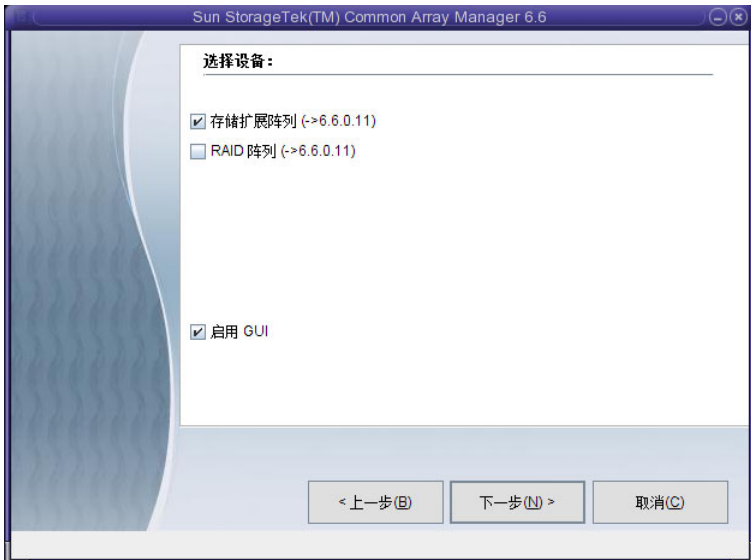 Sun StorageTek(TM) Common Array Manager 6.6
选择设备：
存储扩展阵列 (->6.6.0.11)
RAID 阵列 (->6.6.0.11)
启用 GUI
< 上一步(B)
下一步(N) >
取消(C)